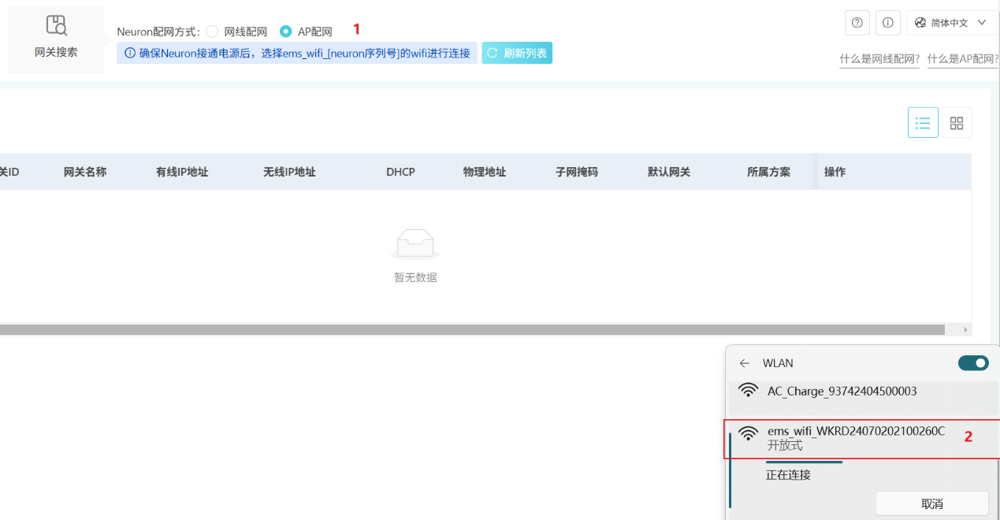 网关搜索
Neuron配网方式: 网线配网 AP配网 1
确保Neuron接通电源后，选择ems_wifi_[neuron序列号]的wifi进行连接 刷新列表
简体中文
什么是网线配网? 什么是AP配网?
关ID 网关名称 有线IP地址 无线IP地址 DHCP 物理地址 子网掩码 默认网关 所属方案 操作
暂无数据
WLAN
AC_Charge_93742404500003
ems_wifi_WKRD24070202100260C 2
开放式
正在连接
取消